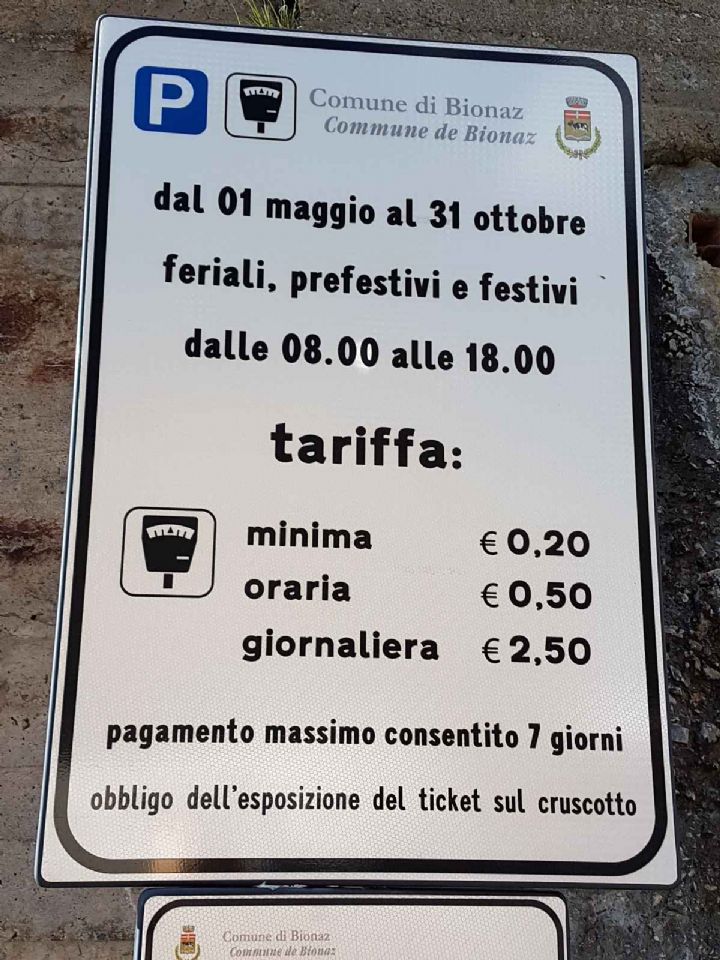 P
Comune di Bionaz
Commune de Bionaz
dal 01 maggio al 31 ottobre
feriali, prefestivi e festivi
dalle 08.00 alle 18.00
tariffa:
minima € 0,20
oraria € 0,50
giornaliera € 2,50
pagamento massimo consentito 7 giorni
obbligo dell'esposizione del ticket sul cruscotto
Comune di Bionaz
Commune de Bionaz